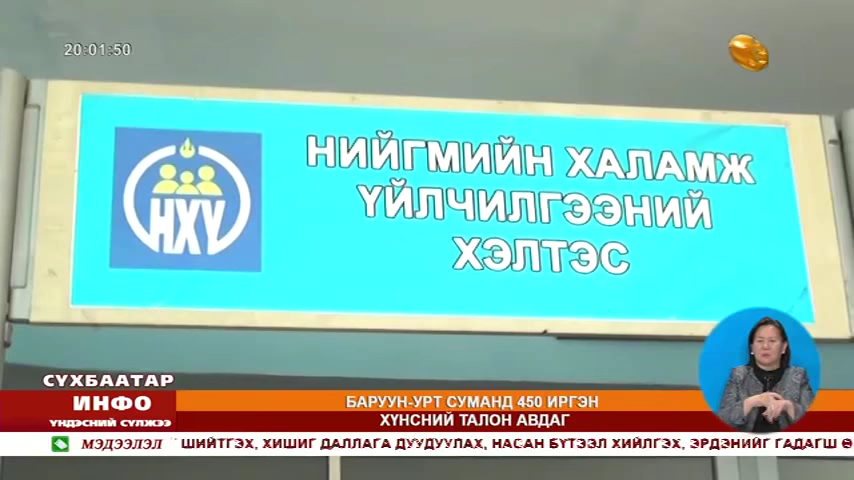 20:01:50
НИЙГМИЙН ХАЛАМЖ
ҮЙЛЧИЛГЭЭНИЙ
ХЭЛТЭС
НХҮ
СҮХБААТАР
ИНФО
ҮНДЭСНИЙ СҮЛЖЭЭ
БАРУУН-УРТ СУМАНД 450 ИРГЭН
ХҮНСНИЙ ТАЛОН АВДАГ
МЭДЭЭЛЭЛ ШИЙТГЭХ, ХИШИГ ДАЛЛАГА ДУУДУУЛАХ, НАСАН БҮТЭЭЛ ХИЙЛГЭХ, ЭРДЭНИЙГ ГАДАГШ Ө